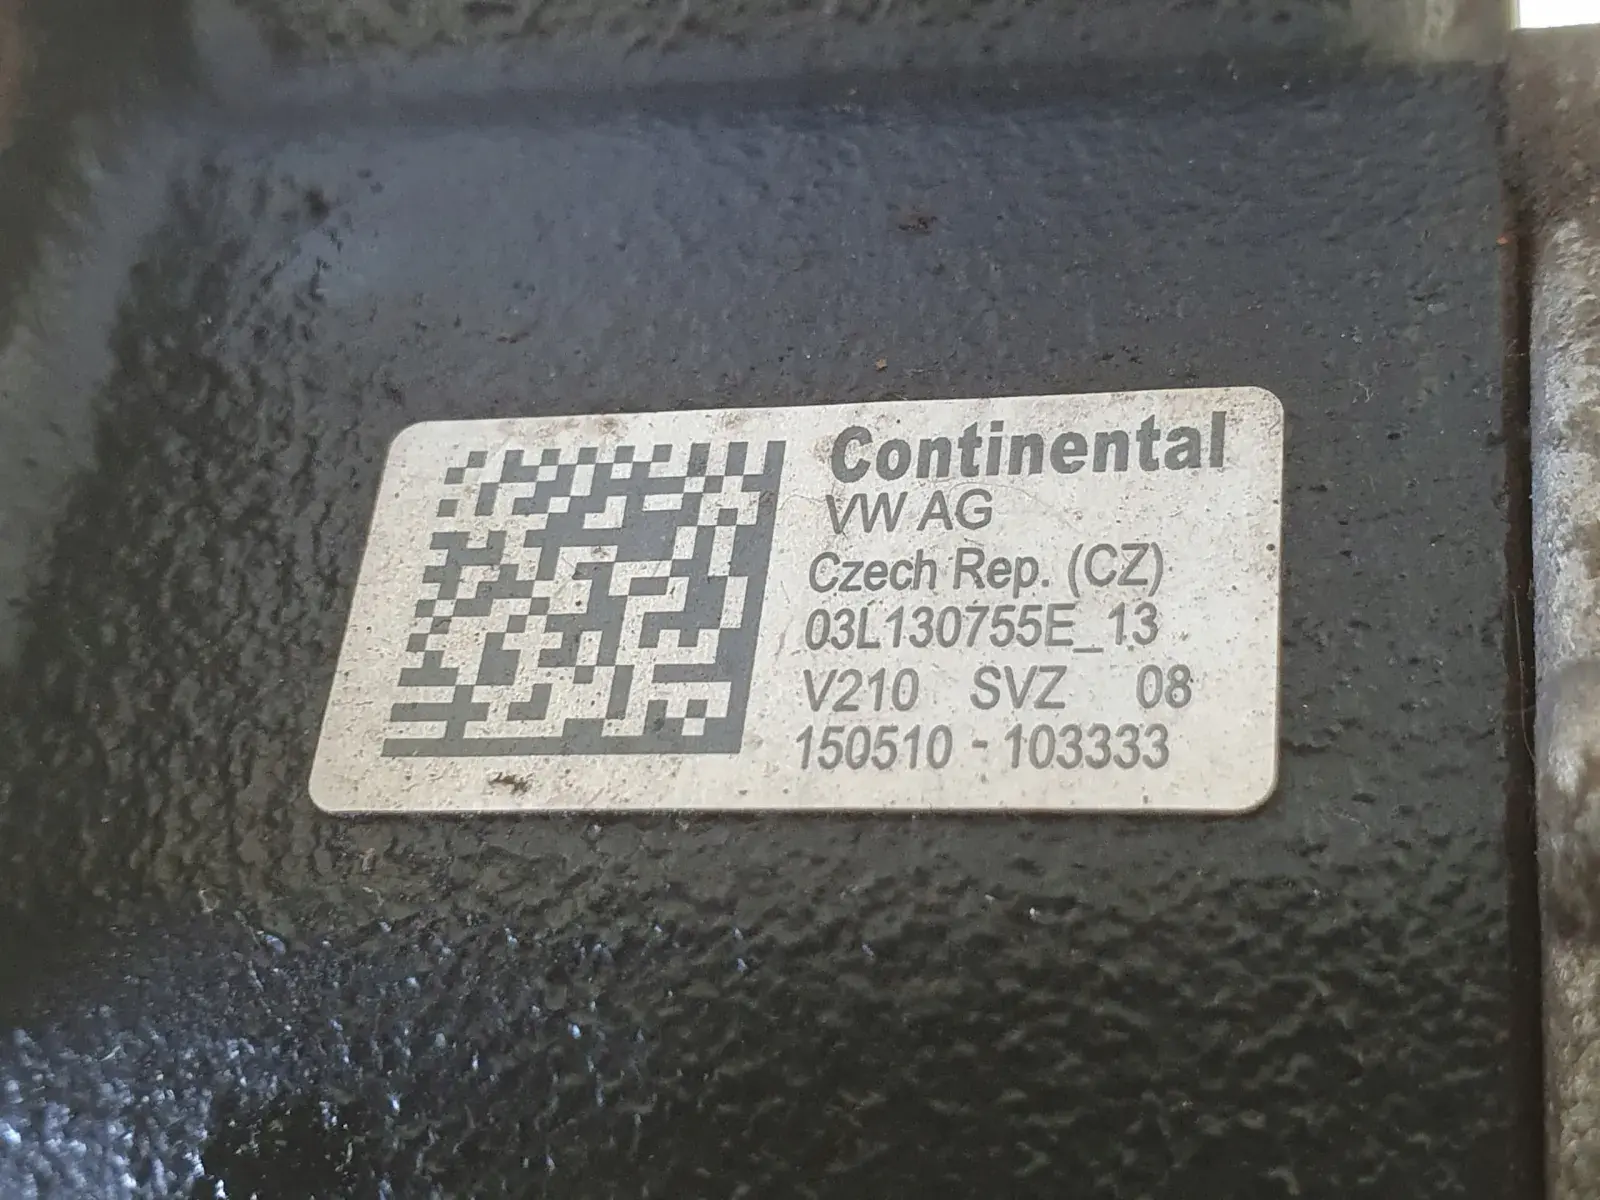 Continental
VW AG
Czech Rep. (CZ)
03L130755E_13
V210 SVZ 08
150510-103333